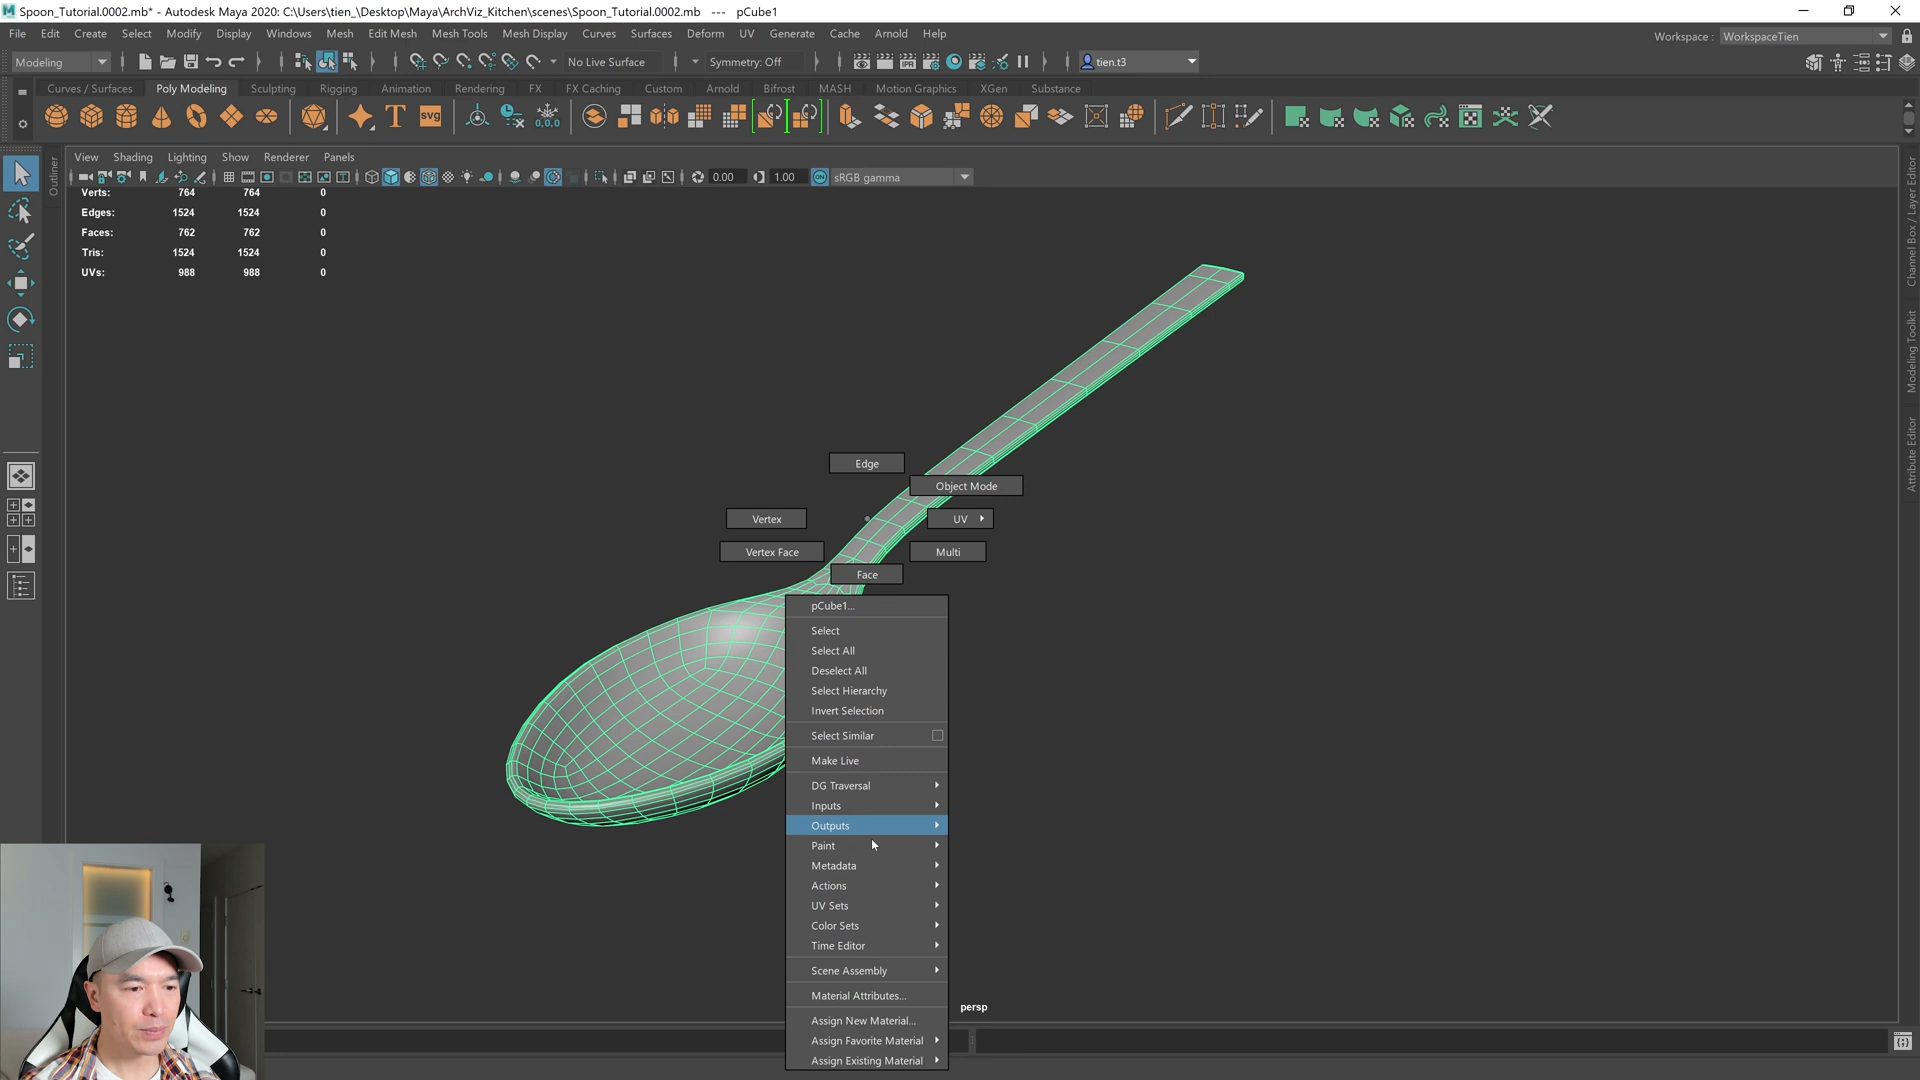 Spoon_Tutorial.0002.mb* - Autodesk Maya 2020: C:\Users\tien_\Desktop\Maya\ArchViz_Kitchen\scenes\Spoon_Tutorial.0002.mb --- pCube1
File Edit Create Select Modify Display Windows Mesh Edit Mesh Mesh Tools Mesh Display Curves Surfaces Deform UV Generate Cache Arnold Help
Workspace : WorkspaceTien
Modeling No Live Surface Symmetry: Off tien.t3
Curves / Surfaces Poly Modeling Sculpting Rigging Animation Rendering FX FX Caching Custom Arnold Bifrost MASH Motion Graphics XGen Substance
T svg 0,0,0
Outliner
View Shading Lighting Show Renderer Panels
0.00 1.00 ON sRGB gamma
Verts: 764 764 0
Edges: 1524 1524 0
Faces: 762 762 0
Tris: 1524 1524 0
UVs: 988 988 0
Channel Box / Layer Editor
Modeling Toolkit
Attribute Editor
Edge
Object Mode
Vertex
UV
Vertex Face
Multi
Face
pCube1...
Select
Select All
Deselect All
Select Hierarchy
Invert Selection
Select Similar
Make Live
DG Traversal
Inputs
Outputs
Paint
Metadata
Actions
UV Sets
Color Sets
Time Editor
Scene Assembly
Material Attributes...
Assign New Material...
Assign Favorite Material
Assign Existing Material
persp